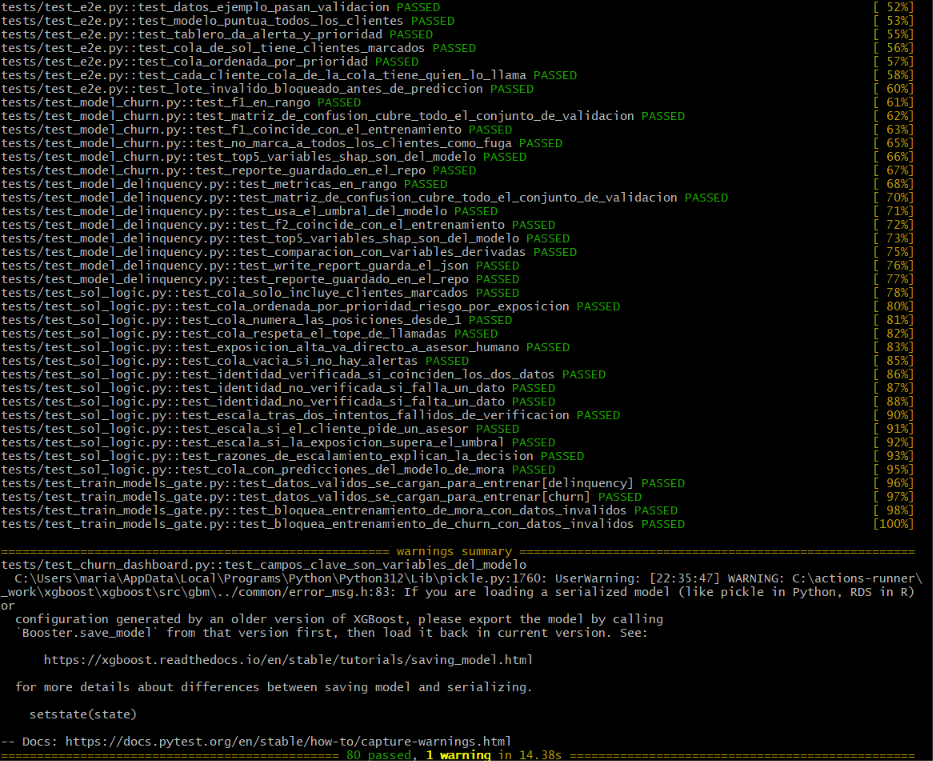 tests/test_e2e.py::test_datos_ejemplo_pasan_validacion PASSED [ 52%]
tests/test_e2e.py::test_modelo_puntua_todos_los_clientes PASSED [ 53%]
tests/test_e2e.py::test_tablero_da_alerta_y_prioridad PASSED [ 55%]
tests/test_e2e.py::test_cola_de_sol_tiene_clientes_marcados PASSED [ 56%]
tests/test_e2e.py::test_cola_ordenada_por_prioridad PASSED [ 57%]
tests/test_e2e.py::test_cada_cliente_cola_de_la_cola_tiene_quien_lo_llama PASSED [ 58%]
tests/test_e2e.py::test_lote_invalido_bloqueado_antes_de_prediccion PASSED [ 60%]
tests/test_model_churn.py::test_f1_en_rango PASSED [ 61%]
tests/test_model_churn.py::test_matriz_de_confusion_cubre_todo_el_conjunto_de_validacion PASSED [ 62%]
tests/test_model_churn.py::test_f1_coincide_con_el_entrenamiento PASSED [ 63%]
tests/test_model_churn.py::test_no_marca_a_todos_los_clientes_como_fuga PASSED [ 65%]
tests/test_model_churn.py::test_top5_variables_shap_son_del_modelo PASSED [ 66%]
tests/test_model_churn.py::test_reporte_guardado_en_el_repo PASSED [ 67%]
tests/test_model_delinquency.py::test_metricas_en_rango PASSED [ 68%]
tests/test_model_delinquency.py::test_matriz_de_confusion_cubre_todo_el_conjunto_de_validacion PASSED [ 70%]
tests/test_model_delinquency.py::test_usa_el_umbral_del_modelo PASSED [ 71%]
tests/test_model_delinquency.py::test_f2_coincide_con_el_entrenamiento PASSED [ 72%]
tests/test_model_delinquency.py::test_top5_variables_shap_son_del_modelo PASSED [ 73%]
tests/test_model_delinquency.py::test_comparacion_con_variables_derivadas PASSED [ 75%]
tests/test_model_delinquency.py::test_write_report_guarda_el_json PASSED [ 76%]
tests/test_model_delinquency.py::test_reporte_guardado_en_el_repo PASSED [ 77%]
tests/test_sol_logic.py::test_cola_solo_incluye_clientes_marcados PASSED [ 78%]
tests/test_sol_logic.py::test_cola_ordenada_por_prioridad_riesgo_por_exposicion PASSED [ 80%]
tests/test_sol_logic.py::test_cola_numera_las_posiciones_desde_1 PASSED [ 81%]
tests/test_sol_logic.py::test_cola_respeta_el_tope_de_llamadas PASSED [ 82%]
tests/test_sol_logic.py::test_exposicion_alta_va_directo_a_asesor_humano PASSED [ 83%]
tests/test_sol_logic.py::test_cola_vacia_si_no_hay_alertas PASSED [ 85%]
tests/test_sol_logic.py::test_identidad_verificada_si_coinciden_los_dos_datos PASSED [ 86%]
tests/test_sol_logic.py::test_identidad_no_verificada_si_falla_un_dato PASSED [ 87%]
tests/test_sol_logic.py::test_identidad_no_verificada_si_falta_un_dato PASSED [ 88%]
tests/test_sol_logic.py::test_escala_tras_dos_intentos_fallidos_de_verificacion PASSED [ 90%]
tests/test_sol_logic.py::test_escala_si_el_cliente_pide_un_asesor PASSED [ 91%]
tests/test_sol_logic.py::test_escala_si_la_exposicion_supera_el_umbral PASSED [ 92%]
tests/test_sol_logic.py::test_razones_de_escalamiento_explican_la_decision PASSED [ 93%]
tests/test_sol_logic.py::test_cola_con_predicciones_del_modelo_de_mora PASSED [ 95%]
tests/test_train_models_gate.py::test_datos_validos_se_cargan_para_entrenar[delinquency] PASSED [ 96%]
tests/test_train_models_gate.py::test_datos_validos_se_cargan_para_entrenar[churn] PASSED [ 97%]
tests/test_train_models_gate.py::test_bloquea_entrenamiento_de_mora_con_datos_invalidos PASSED [ 98%]
tests/test_train_models_gate.py::test_bloquea_entrenamiento_de_churn_con_datos_invalidos PASSED [100%]
====================================================== warnings summary ========================================================
tests/test_churn_dashboard.py::test_campos_clave_son_variables_del_modelo
C:\Users\maria\AppData\Local\Programs\Python\Python312\Lib\pickle.py:1760: UserWarning: [22:35:47] WARNING: C:\actions-runner\
_work\xgboost\xgboost\src\gbm\../common/error_msg.h:83: If you are loading a serialized model (like pickle in Python, RDS in R)
or
configuration generated by an older version of XGBoost, please export the model by calling
`Booster.save_model` from that version first, then load it back in current version. See:
https://xgboost.readthedocs.io/en/stable/tutorials/saving_model.html
for more details about differences between saving model and serializing.
setstate(state)
-- Docs: https://docs.pytest.org/en/stable/how-to/capture-warnings.html
=============================================== 80 passed, 1 warning in 14.38s ================================================